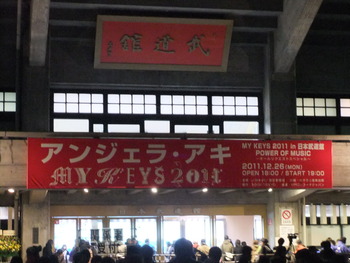 武道館
アンジェラ・アキ
MY KEYS 2011
MY KEYS 2011 in 日本武道館
POWER OF MUSIC
2011.12.26(MON)
OPEN 18:00 / START 19:00